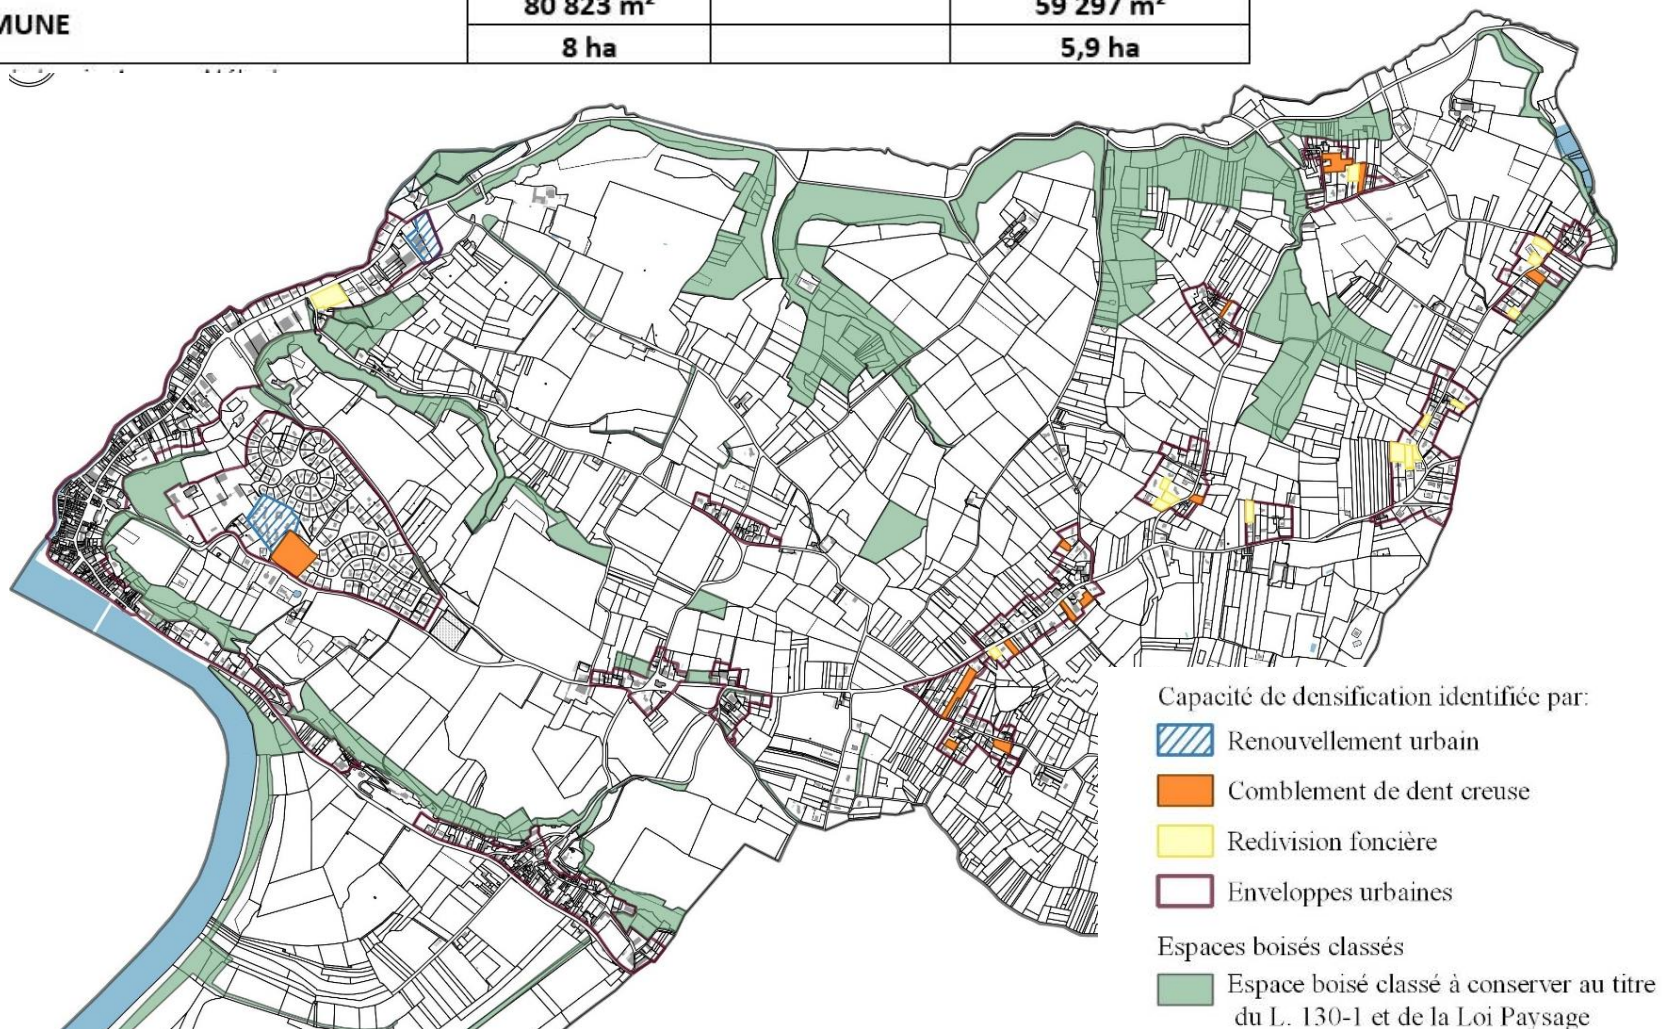 80 823 m² 59 297 m²
MUNE
8 ha 5,9 ha
Capacité de densification identifiée par:
Renouvellement urbain
Comblement de dent creuse
Redivision foncière
Enveloppes urbaines
Espaces boisés classés
Espace boisé classé à conserver au titre
du L. 130-1 et de la Loi Paysage